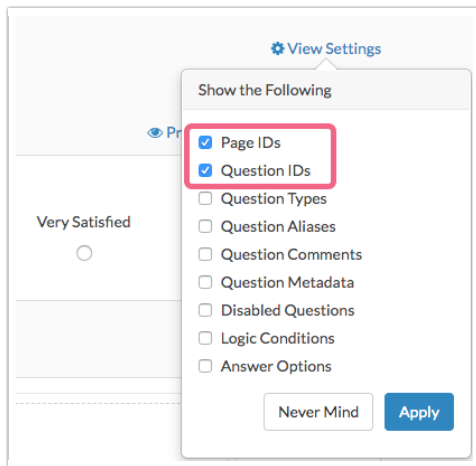 View Settings
Show the Following
Pr
Page IDs
Question IDs
Very Satisfied
Question Types
Question Aliases
Question Comments
Question Metadata
Disabled Questions
Logic Conditions
Answer Options
Never Mind
Apply